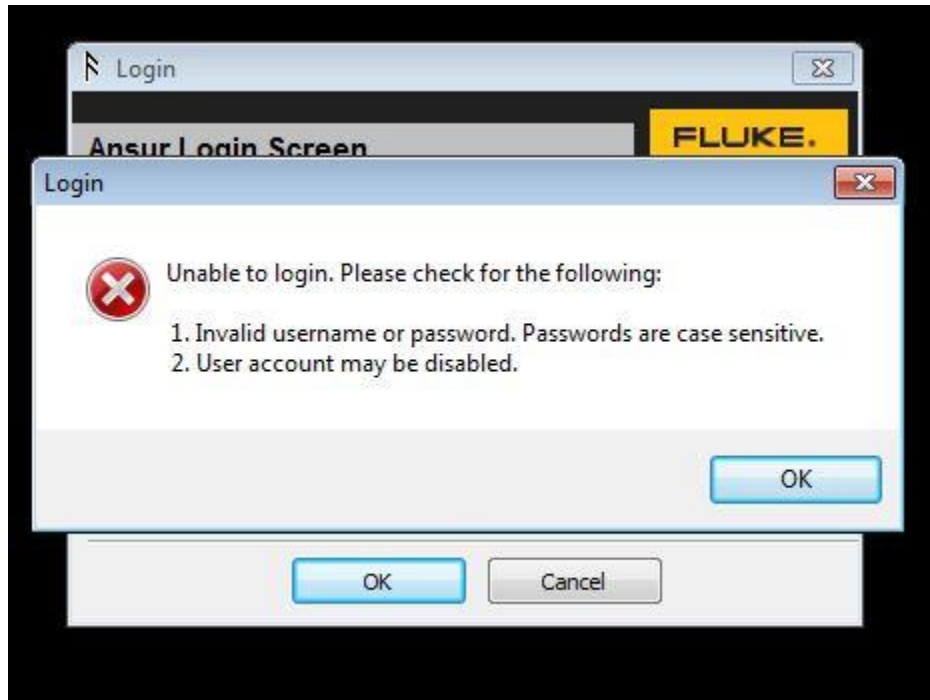 Login
Ansur Login Screen
FLUKE.
Login
Unable to login. Please check for the following:
1. Invalid username or password. Passwords are case sensitive.
2. User account may be disabled.
OK
OK
Cancel